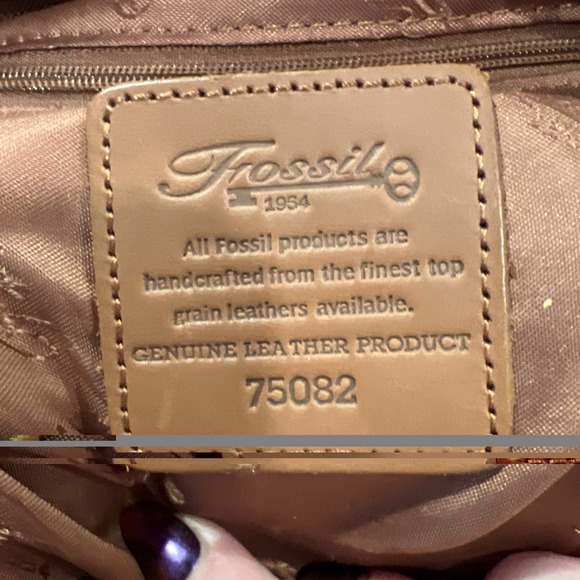 Fossil
1954
All Fossil products are
handcrafted from the finest top
grain leathers available.
GENUINE LEATHER PRODUCT
75082